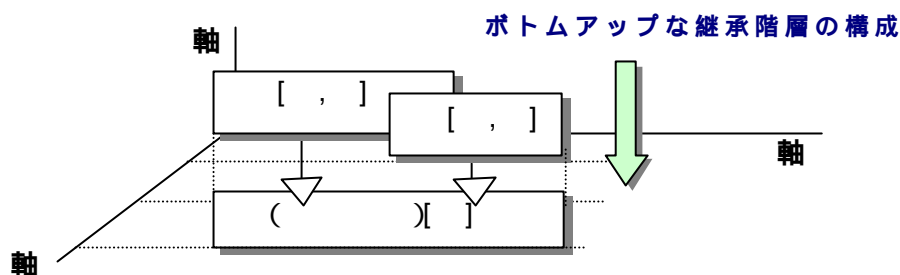 ボトムアップな継承階層の構成
軸
[ , ]
[ , ]
軸
( )[ ]
軸